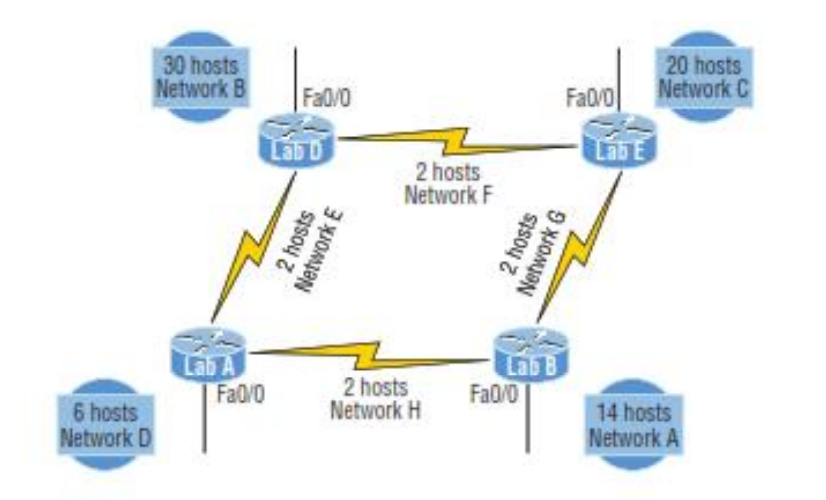 30 hosts
Network B
Fa0/0
Fa0/0
20 hosts
Network C
Lab D
Lab E
2 hosts
Network F
2 hosts
Network E
2 hosts
Network G
Lab A
Lab B
Fa0/0
2 hosts
Network H
Fa0/0
6 hosts
Network D
14 hosts
Network A